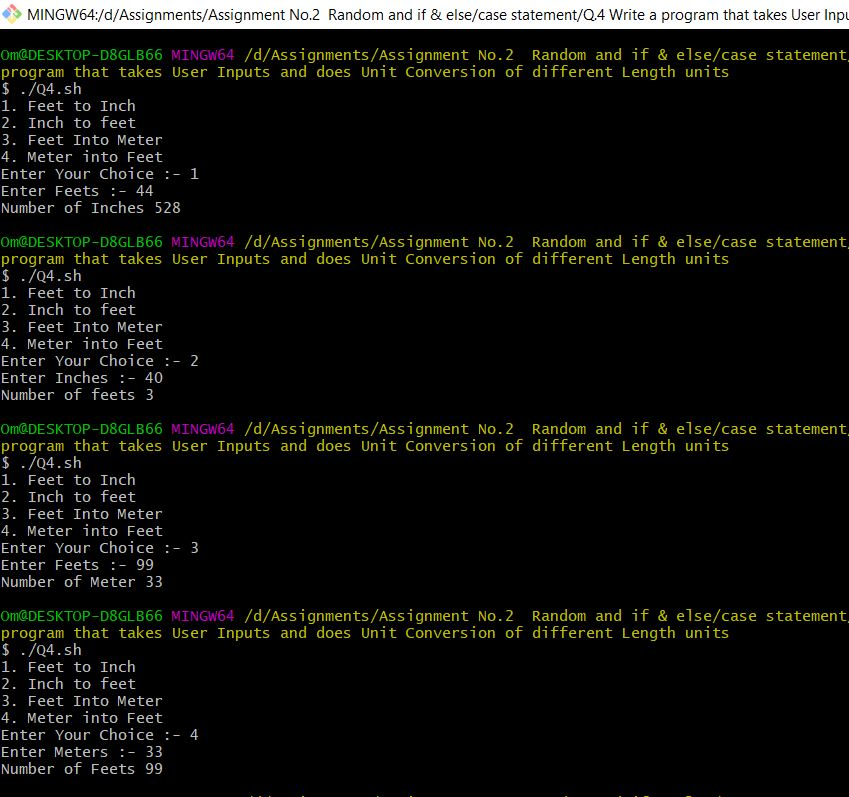 MINGW64:/d/Assignments/Assignment No.2  Random and if & else/case statement/Q.4 Write a program that takes User Inpu
Om@DESKTOP-D8GLB66 MINGW64 /d/Assignments/Assignment No.2  Random and if & else/case statement/
program that takes User Inputs and does Unit Conversion of different Length units
$ ./Q4.sh
1. Feet to Inch
2. Inch to feet
3. Feet Into Meter
4. Meter into Feet
Enter Your Choice :- 1
Enter Feets :- 44
Number of Inches 528
Om@DESKTOP-D8GLB66 MINGW64 /d/Assignments/Assignment No.2  Random and if & else/case statement/
program that takes User Inputs and does Unit Conversion of different Length units
$ ./Q4.sh
1. Feet to Inch
2. Inch to feet
3. Feet Into Meter
4. Meter into Feet
Enter Your Choice :- 2
Enter Inches :- 40
Number of feets 3
Om@DESKTOP-D8GLB66 MINGW64 /d/Assignments/Assignment No.2  Random and if & else/case statement/
program that takes User Inputs and does Unit Conversion of different Length units
$ ./Q4.sh
1. Feet to Inch
2. Inch to feet
3. Feet Into Meter
4. Meter into Feet
Enter Your Choice :- 3
Enter Feets :- 99
Number of Meter 33
Om@DESKTOP-D8GLB66 MINGW64 /d/Assignments/Assignment No.2  Random and if & else/case statement/
program that takes User Inputs and does Unit Conversion of different Length units
$ ./Q4.sh
1. Feet to Inch
2. Inch to feet
3. Feet Into Meter
4. Meter into Feet
Enter Your Choice :- 4
Enter Meters :- 33
Number of Feets 99